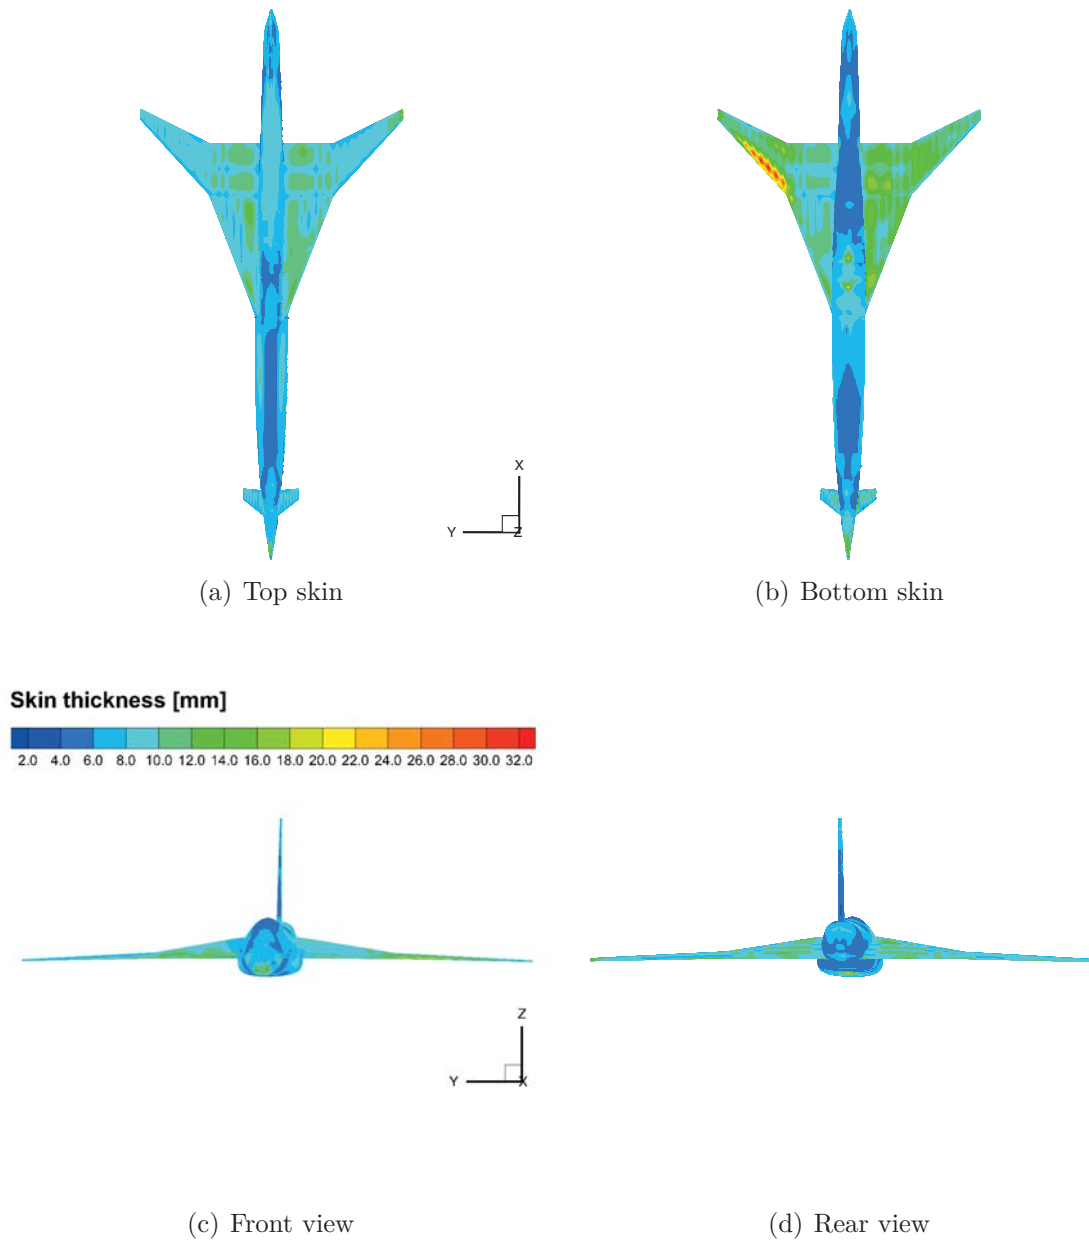 X
Y Z
(a) Top skin
(b) Bottom skin
Skin thickness [mm]
2.0 4.0 6.0 8.0 10.0 12.0 14.0 16.0 18.0 20.0 22.0 24.0 26.0 28.0 30.0 32.0
Z
Y X
(c) Front view
(d) Rear view